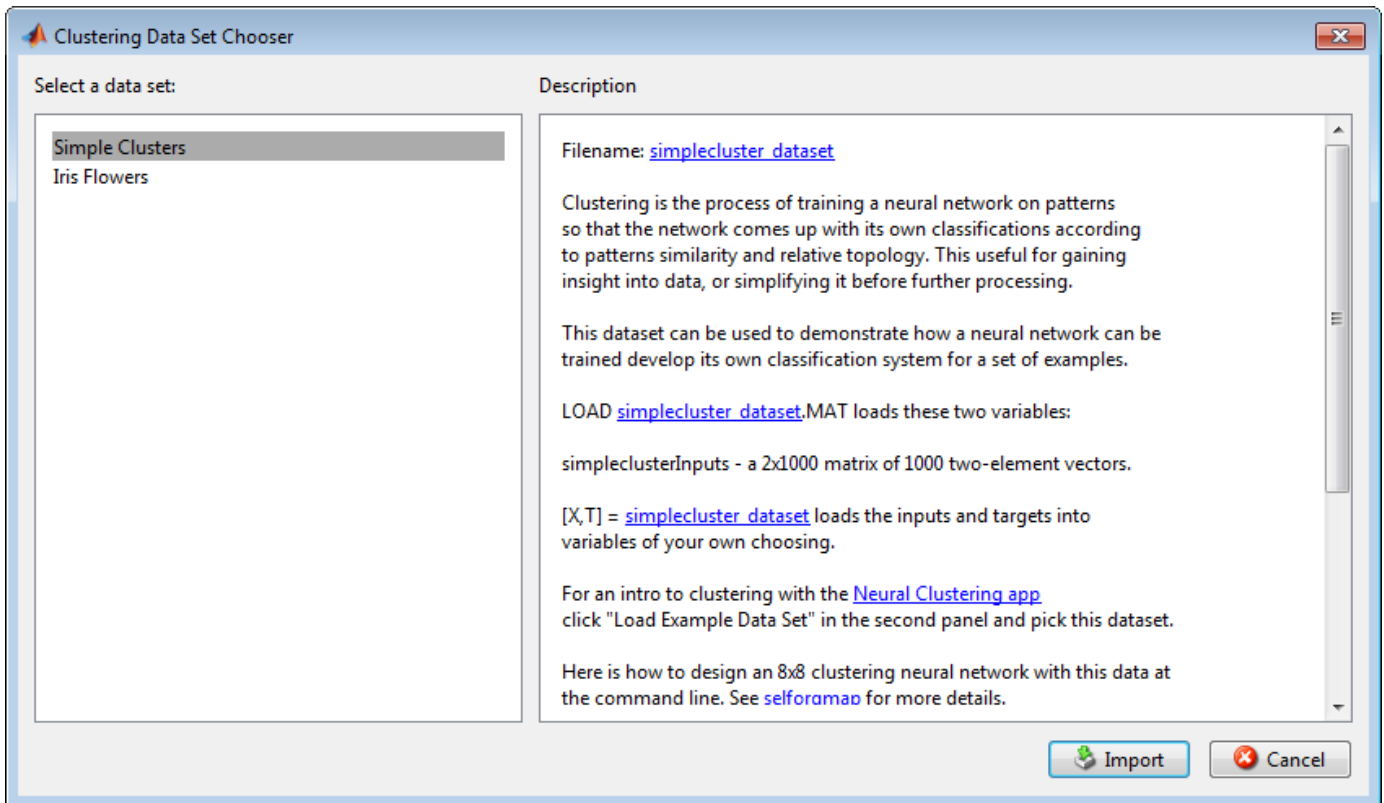 Clustering Data Set Chooser
Select a data set:
Description
Simple Clusters
Iris Flowers
Filename: simplecluster_dataset
Clustering is the process of training a neural network on patterns
so that the network comes up with its own classifications according
to patterns similarity and relative topology. This useful for gaining
insight into data, or simplifying it before further processing.
This dataset can be used to demonstrate how a neural network can be
trained develop its own classification system for a set of examples.
LOAD simplecluster_dataset.MAT loads these two variables:
simpleclusterInputs - a 2x1000 matrix of 1000 two-element vectors.
[X,T] = simplecluster_dataset loads the inputs and targets into
variables of your own choosing.
For an intro to clustering with the Neural Clustering app
click "Load Example Data Set" in the second panel and pick this dataset.
Here is how to design an 8x8 clustering neural network with this data at
the command line. See selforgmap for more details.
Import
Cancel